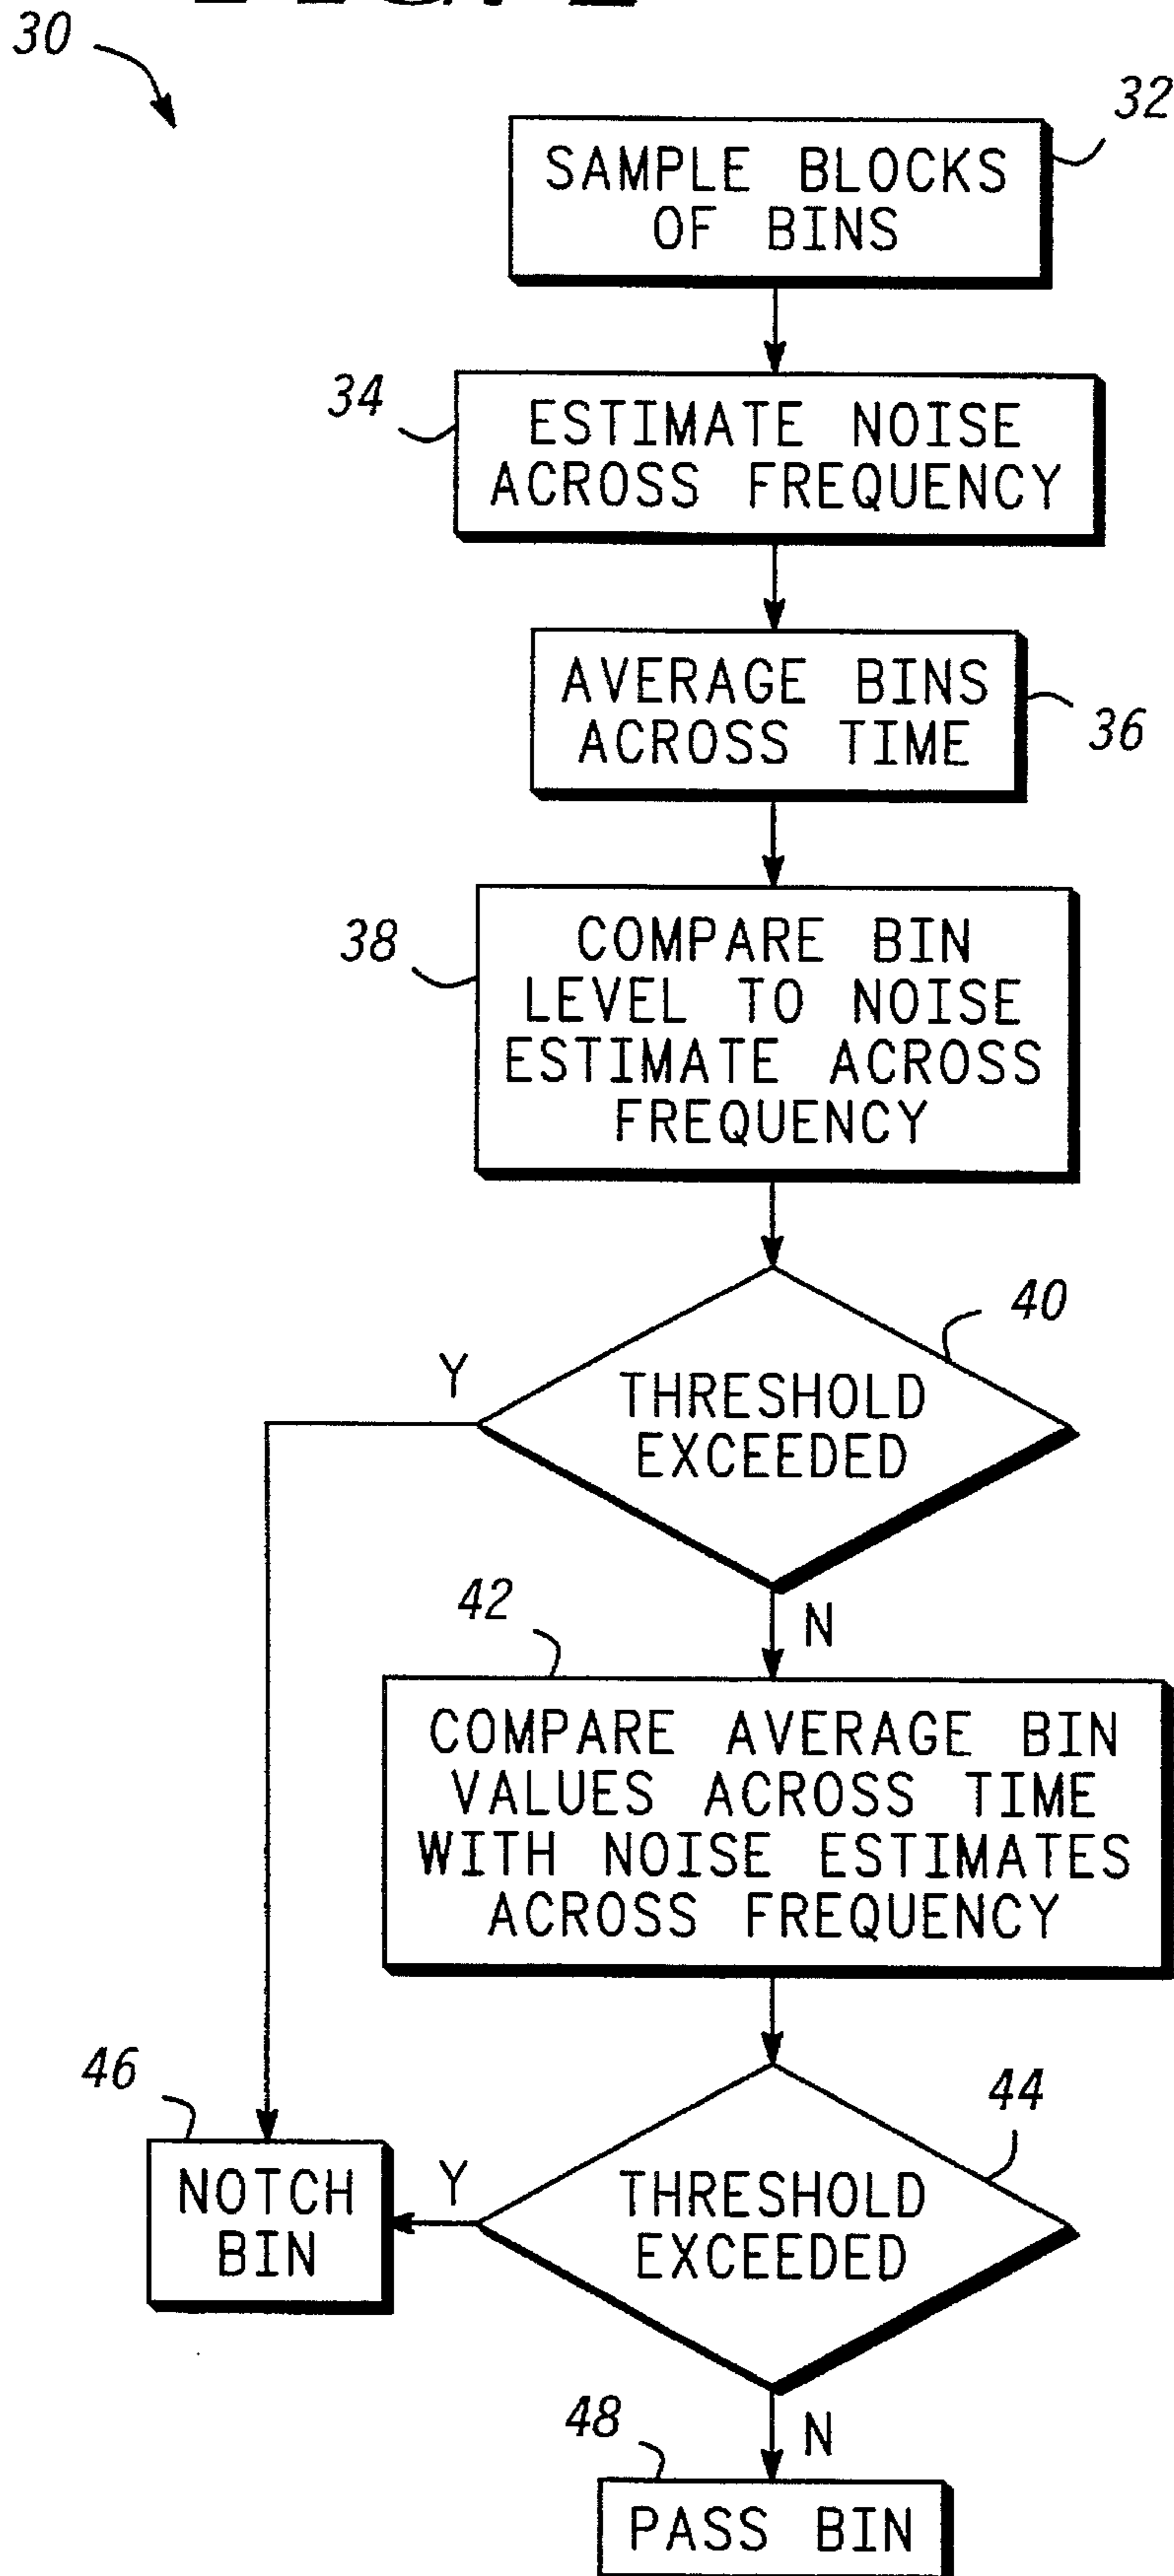 30
32
SAMPLE BLOCKS
OF BINS
34
ESTIMATE NOISE
ACROSS FREQUENCY
AVERAGE BINS
ACROSS TIME
36
38
COMPARE BIN
LEVEL TO NOISE
ESTIMATE ACROSS
FREQUENCY
40
Y
THRESHOLD
EXCEEDED
N
42
COMPARE AVERAGE BIN
VALUES ACROSS TIME
WITH NOISE ESTIMATES
ACROSS FREQUENCY
46
44
NOTCH
BIN
Y
THRESHOLD
EXCEEDED
N
48
PASS BIN